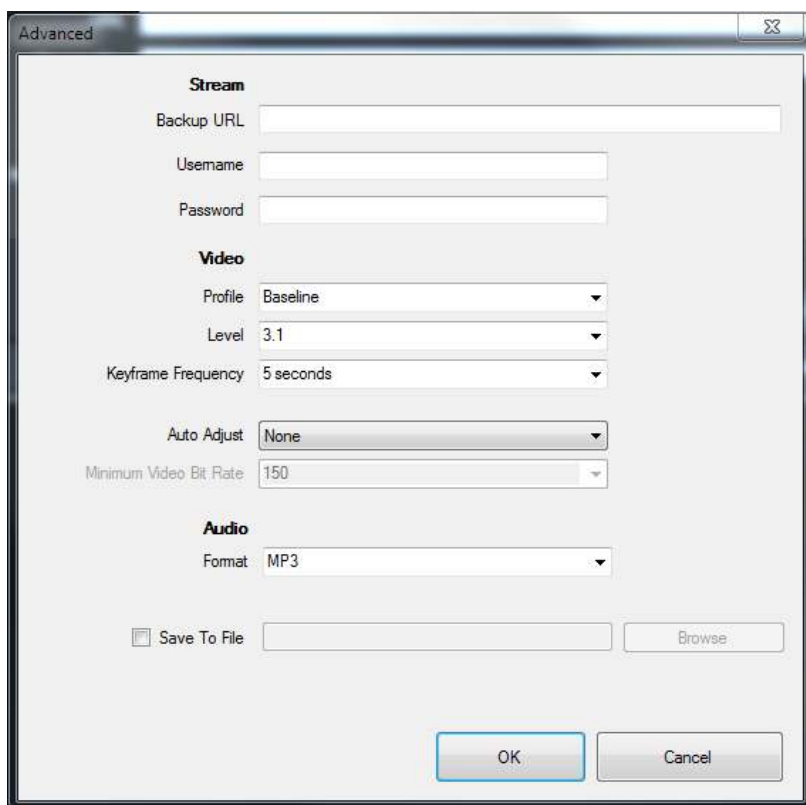 Advanced
Stream
Backup URL
Username
Password
Video
Profile Baseline
Level 3.1
Keyframe Frequency 5 seconds
Auto Adjust None
Minimum Video Bit Rate 150
Audio
Format MP3
Save To File Browse
OK Cancel